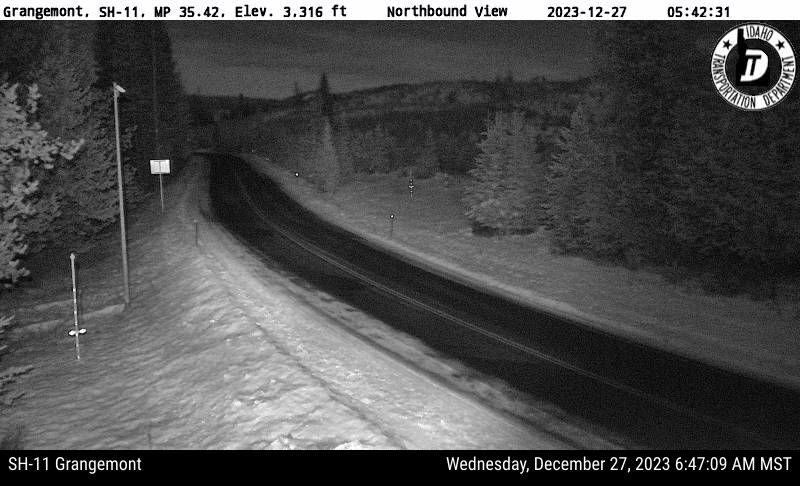 Grangemont, SH-11, MP 35.42, Elev. 3,316 ft Northbound View 2023-12-27 05:42:31
IDAHO
TRANSPORTATION DEPARTMENT
SH-11 Grangemont Wednesday, December 27, 2023 6:47:09 AM MST